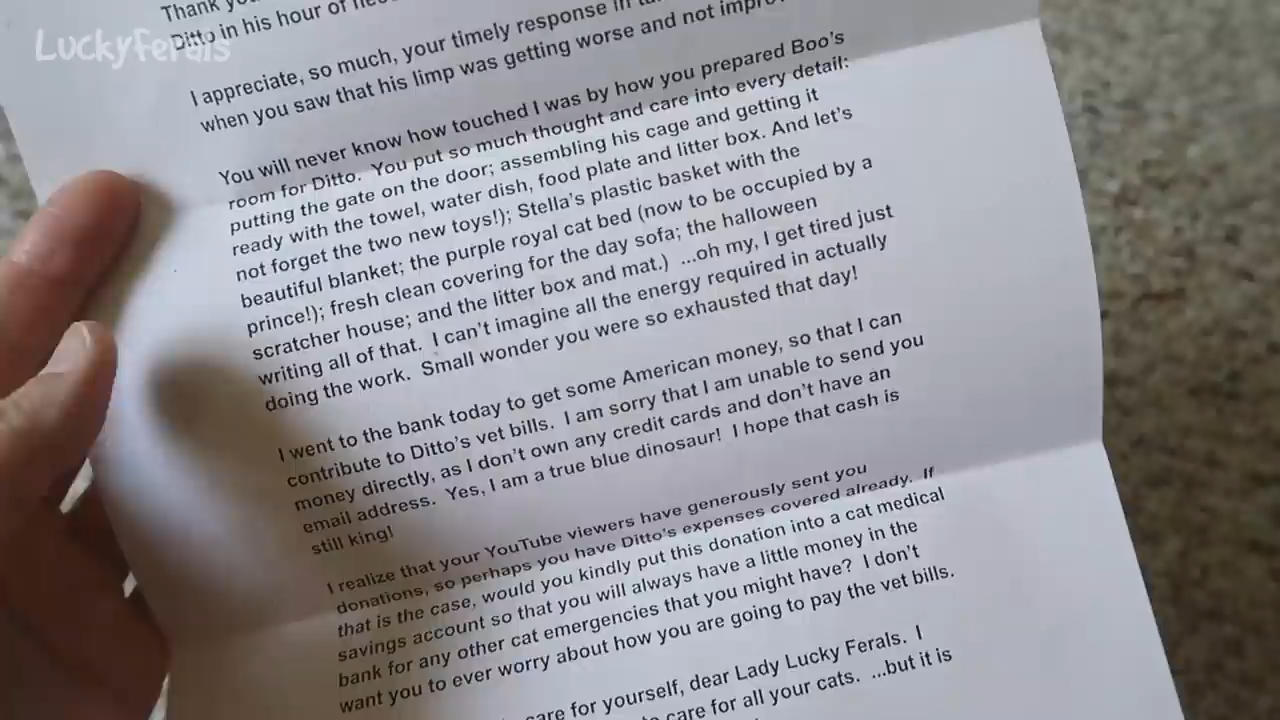 LuckyFerals
Thank
Ditto in his hour of
I appreciate, so much, your timely response in
when you saw that his limp was getting worse and not
You will never know how touched I was by how you prepared Boo's
room for Ditto. You put so much thought and care into every detail:
putting the gate on the door; assembling his cage and getting it
ready with the towel, water dish, food plate and litter box. And let's
not forget the two new toys!); Stella's plastic basket with the
beautiful blanket; the purple royal cat bed (now to be occupied by a
prince!); fresh clean covering for the day sofa; the halloween
scratcher house; and the litter box and mat.) ...oh my, I get tired just
writing all of that. I can't imagine all the energy required in actually
doing the work. Small wonder you were so exhausted that day!
I went to the bank today to get some American money, so that I can
contribute to Ditto's vet bills. I am sorry that I am unable to send you
money directly, as I don't own any credit cards and don't have an
email address. Yes, I am a true blue dinosaur! I hope that cash is
still king!
I realize that your YouTube viewers have generously sent you
donations, so perhaps you have Ditto's expenses covered already. If
that is the case, would you kindly put this donation into a cat medical
savings account so that you will always have a little money in the
bank for any other cat emergencies that you might have? I don't
want you to ever worry about how you are going to pay the vet bills.
care for yourself, dear Lady Lucky Ferals. I
care for all your cats. ...but it is